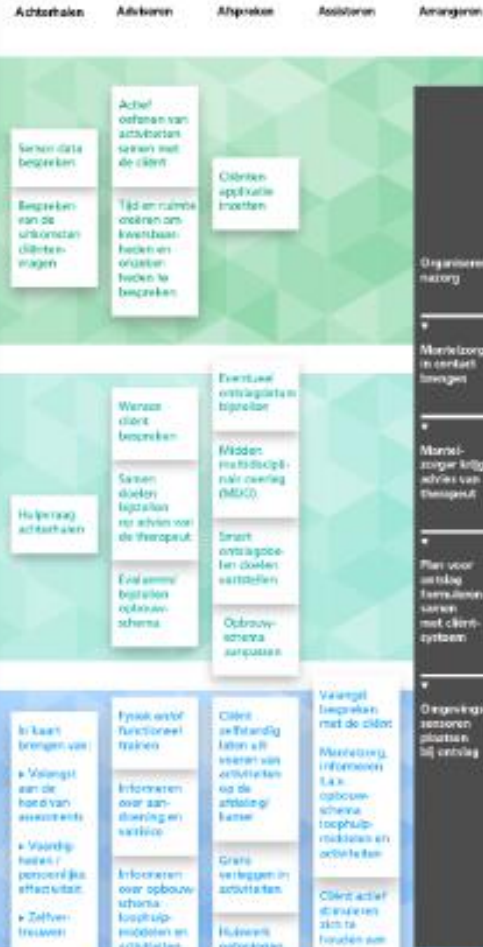 Achterhalen
Adviseren
Afspreken
Assisteren
Arrangeren
Sensor data
bespreken
Bespreken
van de
uitkomsten
cliënten-
vragen
Actief
oefenen van
activiteiten
samen met
de cliënt
Tijd en ruimte
creëren om
kwetsbaar-
heden en
onzeker-
heden te
bespreken
Cliënten
applicatie
inzetten
Hulpvraag
achterhalen
Wensen
cliënt
bespreken
Samen
doelen
bijstellen
op advies van
de therapeut
Evalueren/
bijstellen
opbouw-
schema
Eventueel
ontslagdatum
bijstellen
Midden
multidiscipli-
nair overleg
(MDO)
Smart
doelen
vaststellen
Opbouw-
schema
aanpassen
In kaart
brengen van:
▸ Valangst
aan de
hand van
assessments
▸ Vaardig-
heden /
persoonlijke
effectiviteit
▸ Zelfver-
trouwen
Fysiek en/of
functioneel
trainen
Informeren
over aan-
doening en
valrisico
Informeren
over opbouw-
schema
loophulp-
middelen en
activiteiten
Cliënt
zelfstandig
laten uit-
voeren van
activiteiten
op de
afdeling/
kamer
Grens
verleggen in
activiteiten
Huiswerk
Valangst
bespreken
met de cliënt
Mantelzorg
informeren
t.a.v.
opbouw-
schema
loophulp-
middelen en
activiteiten
Cliënt actief
stimuleren
zich te
houden aan
Organiseren
nazorg
Mantelzorg
in contact
brengen
Mantel-
zorger krijg
advies van
therapeut
Plan voor
ontslag
formuleren
samen
met cliënt-
systeem
Omgevings
sensoren
plaatsen
bij ontslag